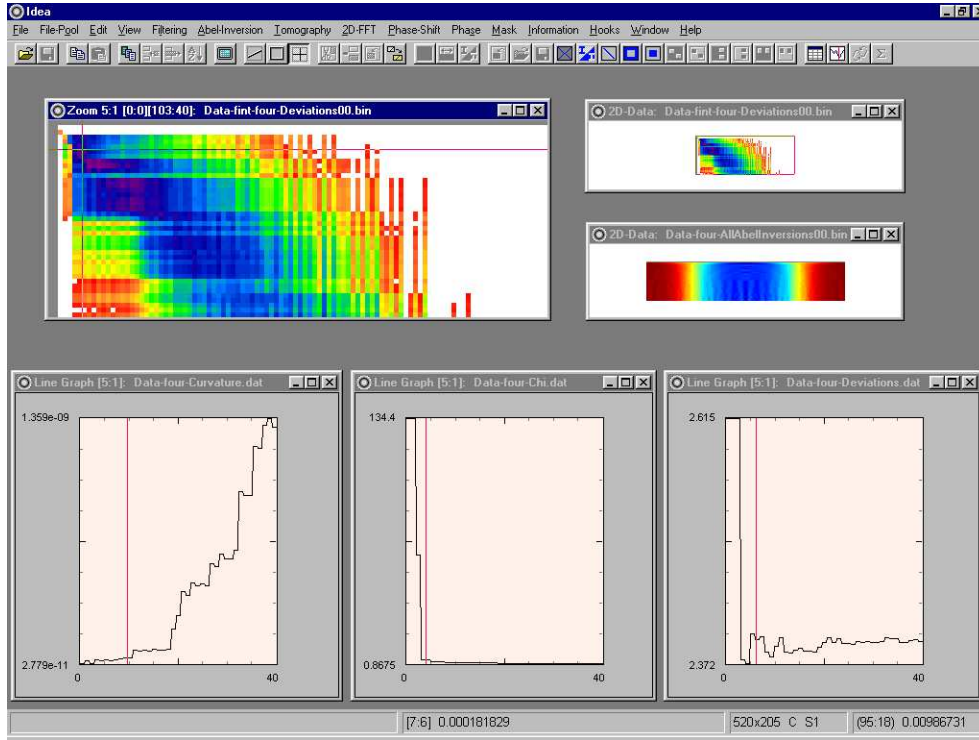 Idea
File File-Pool Edit View Filtering Abel-Inversion Tomography 2D-FFT Phase-Shift Phase Mask Information Hooks Window Help
Zoom 5:1 [0:0][103:40]: Data-fint-four-Deviations00.bin
2D-Data: Data-fint-four-Deviations00.bin
2D-Data: Data-four-AllAbelInversions00.bin
Line Graph [5:1]: Data-four-Curvature.dat
Line Graph [5:1]: Data-four-Chi.dat
Line Graph [5:1]: Data-four-Deviations.dat
1.359e-09
2.779e-11
0
40
134.4
0.8675
0
40
2.615
2.372
0
40
[7:6] 0.000181829
520x205 C S1
(95:18) 0.00986731